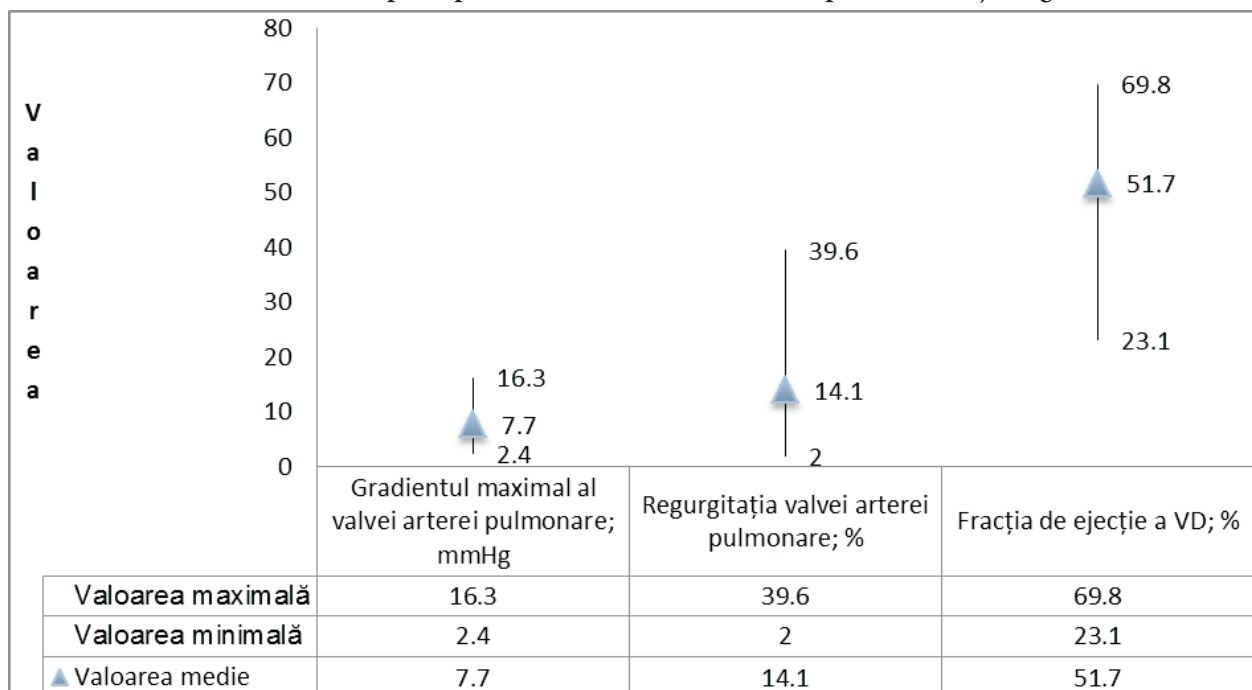 80
70
60
50
40
30
20
10
0
Valoarea
69.8
51.7
23.1
39.6
14.1
2
16.3
7.7
2.4
Gradientul maximal al
valvei arterei pulmonare;
mmHg
Regurgitația valvei arterei
pulmonare; %
Fracția de ejecție a VD; %
Valoarea maximală 16.3 39.6 69.8
Valoarea minimală 2.4 2 23.1
Valoarea medie 7.7 14.1 51.7